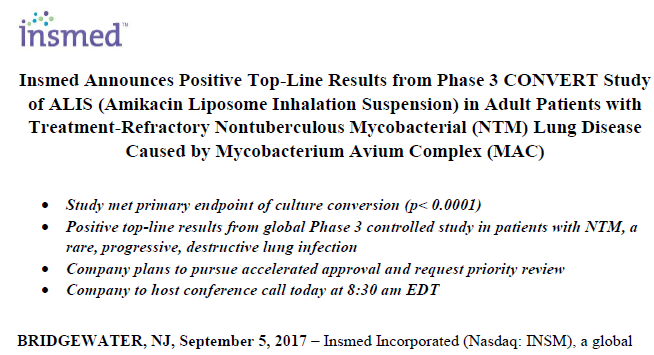 insmed™
Insmed Announces Positive Top-Line Results from Phase 3 CONVERT Study
of ALIS (Amikacin Liposome Inhalation Suspension) in Adult Patients with
Treatment-Refractory Nontuberculous Mycobacterial (NTM) Lung Disease
Caused by Mycobacterium Avium Complex (MAC)
• Study met primary endpoint of culture conversion (p< 0.0001)
• Positive top-line results from global Phase 3 controlled study in patients with NTM, a
rare, progressive, destructive lung infection
• Company plans to pursue accelerated approval and request priority review
• Company to host conference call today at 8:30 am EDT
BRIDGEWATER, NJ, September 5, 2017 – Insmed Incorporated (Nasdaq: INSM), a global